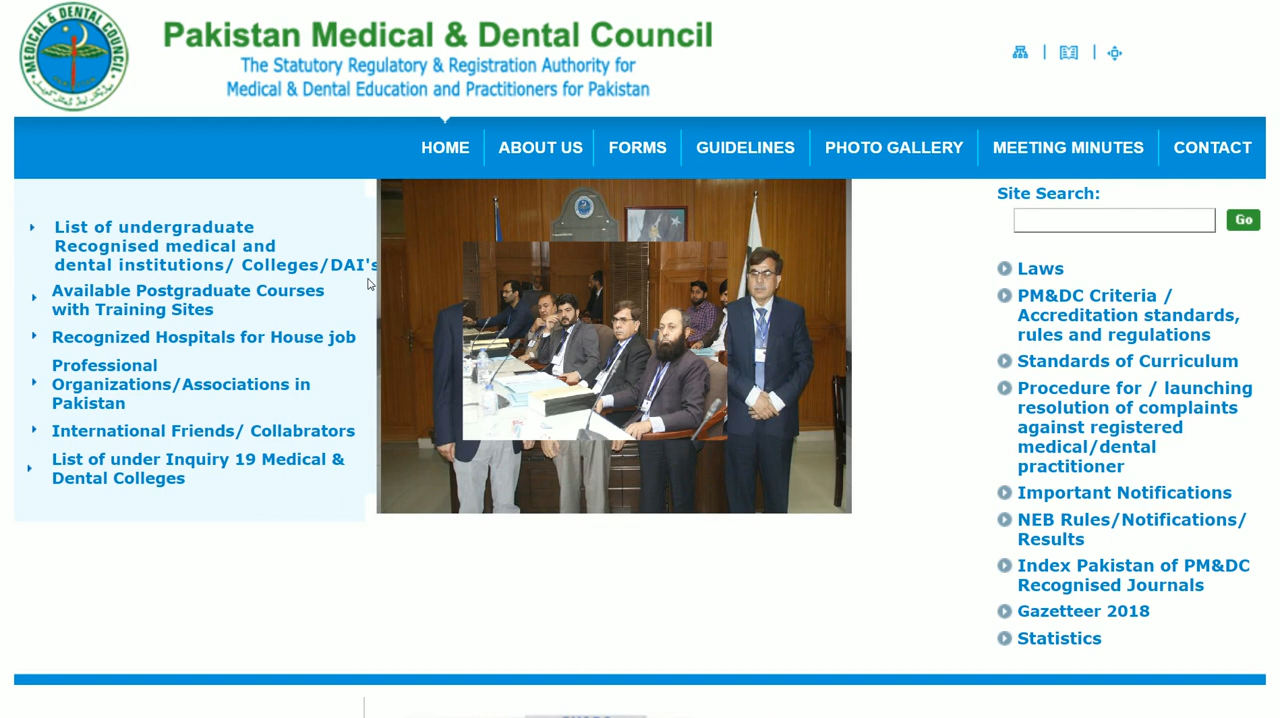 MEDICAL & DENTAL COUNCIL
Pakistan Medical & Dental Council
The Statutory Regulatory & Registration Authority for
Medical & Dental Education and Practitioners for Pakistan
HOME
ABOUT US
FORMS
GUIDELINES
PHOTO GALLERY
MEETING MINUTES
CONTACT
List of undergraduate
Recognised medical and
dental institutions/ Colleges/DAI's
Available Postgraduate Courses
with Training Sites
Recognized Hospitals for House job
Professional
Organizations/Associations in
Pakistan
International Friends/ Collabrators
List of under Inquiry 19 Medical &
Dental Colleges
Site Search:
Go
Laws
PM&DC Criteria /
Accreditation standards,
rules and regulations
Standards of Curriculum
Procedure for / launching
resolution of complaints
against registered
medical/dental
practitioner
Important Notifications
NEB Rules/Notifications/
Results
Index Pakistan of PM&DC
Recognised Journals
Gazetteer 2018
Statistics